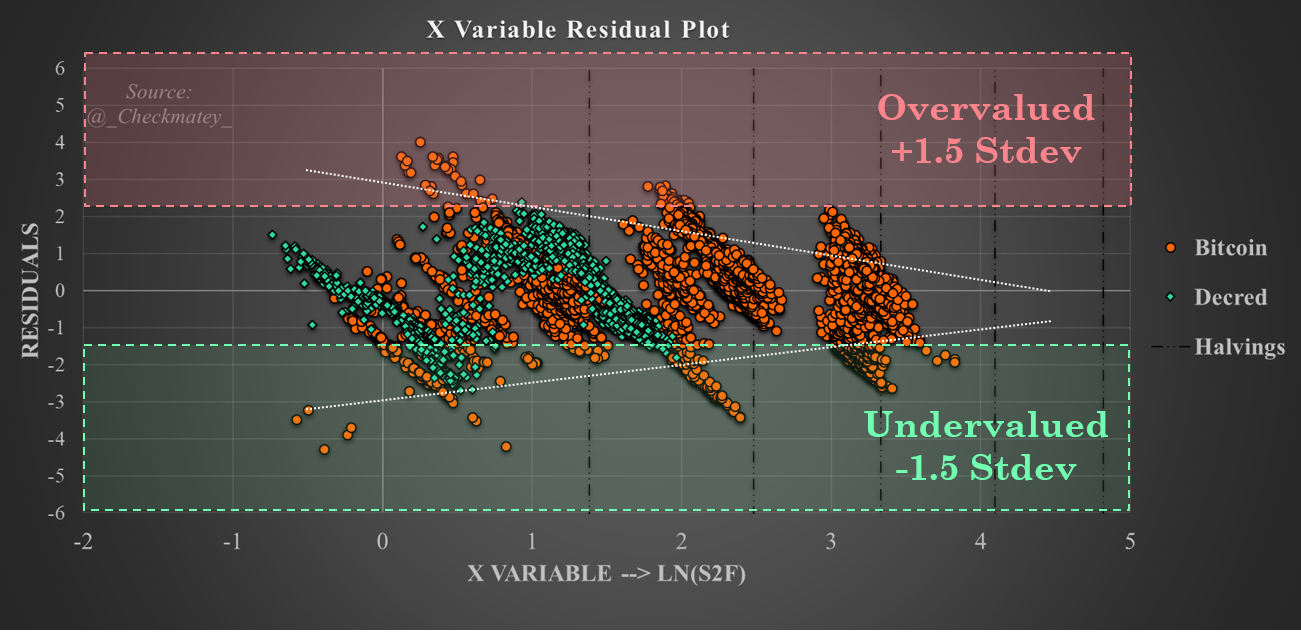 X Variable Residual Plot
Source:
@_Checkmatey_
Overvalued
+1.5 Stdev
Undervalued
-1.5 Stdev
RESIDUALS
6
5
4
3
2
1
0
-1
-2
-3
-4
-5
-6
-2 -1 0 1 2 3 4 5
X VARIABLE --> LN(S2F)
Bitcoin
Decred
Halvings